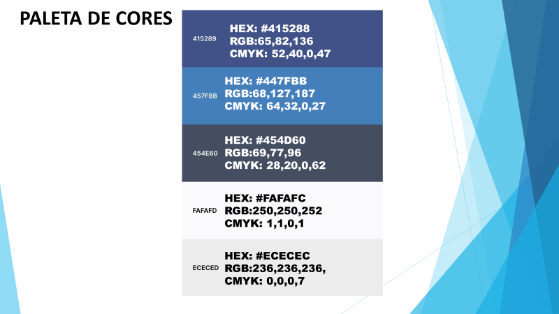 PALETA DE CORES
415289
HEX: #415288
RGB:65,82,136
CMYK: 52,40,0,47
457FBB
HEX: #447FBB
RGB:68,127,187
CMYK: 64,32,0,27
454E60
HEX: #454D60
RGB:69,77,96
CMYK: 28,20,0,62
FAFAFD
HEX: #FAFAFC
RGB:250,250,252
CMYK: 1,1,0,1
ECECED
HEX: #ECECEC
RGB:236,236,236,
CMYK: 0,0,0,7